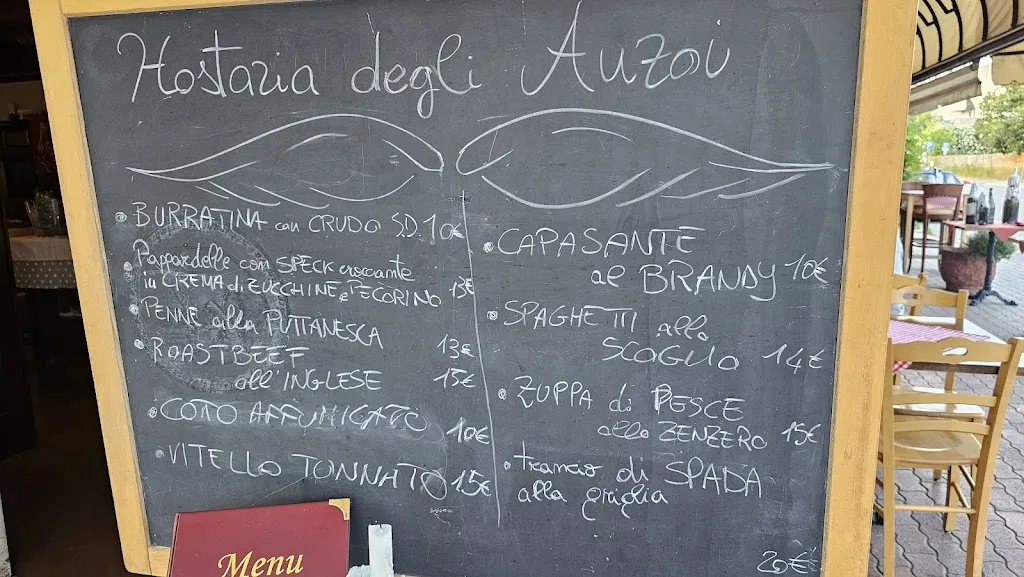 Hostaria degli Auzou
BURRATINA con CRUDO S.D. 10€
Pappardelle con SPECK croccante
in CREMA di ZUCCHINE e PECORINO 13€
PENNE alla PUTTANESCA
13€
ROASTBEEF
all'INGLESE 15€
COTO AFFUMICATO
10€
VITELLO TONNATO 15€
CAPASANTE
al BRANDY 10€
SPAGHETTI allo
SCOGLIO 14€
ZUPPA di PESCE
allo ZENZERO 15€
trancio di SPADA
alla griglia
20€
Menu